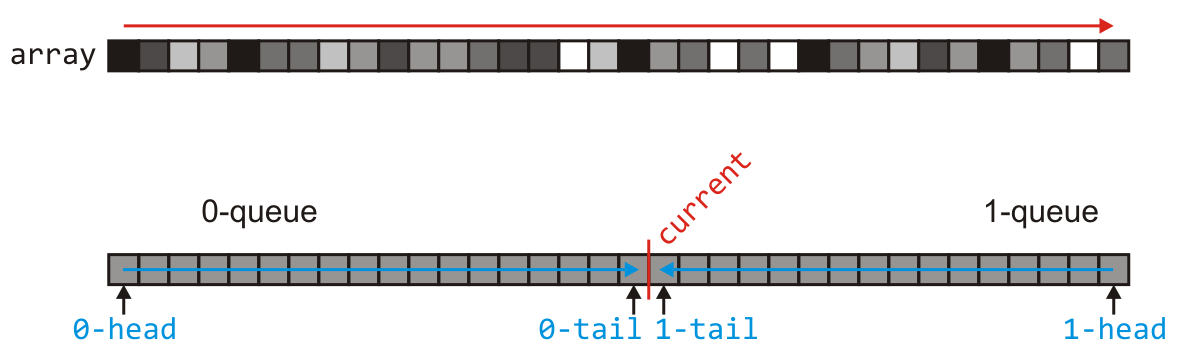 array
current
0-queue
1-queue
0-head
0-tail
1-tail
1-head